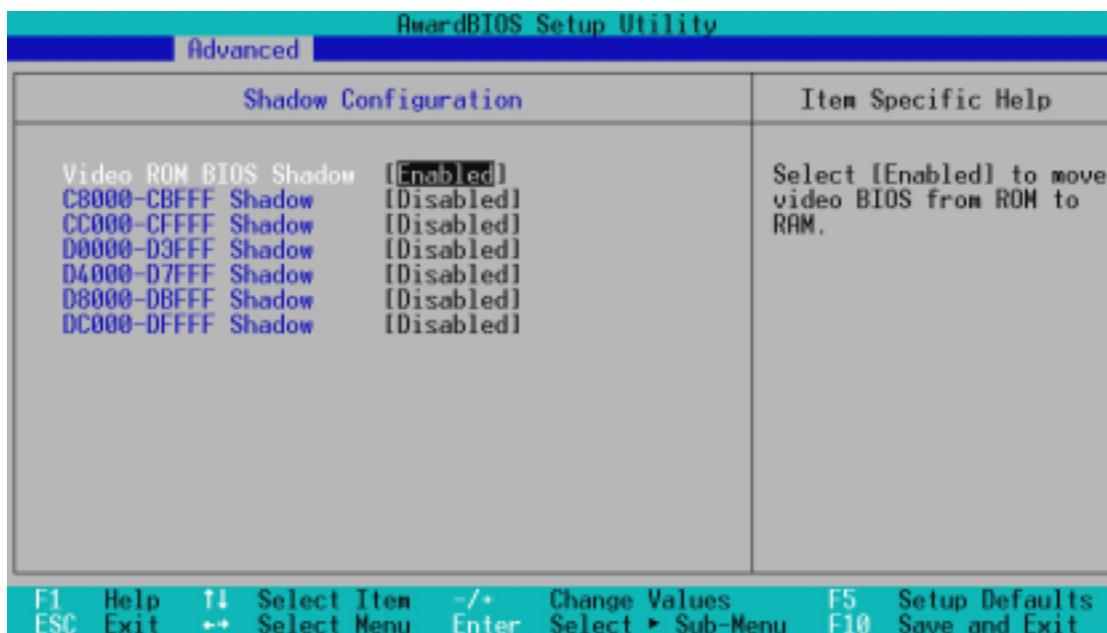 AwardBIOS Setup Utility
Advanced
Shadow Configuration
Item Specific Help
Video ROM BIOS Shadow [Enabled]
C8000-CBFFF Shadow [Disabled]
CC000-CFFFF Shadow [Disabled]
D0000-D3FFF Shadow [Disabled]
D4000-D7FFF Shadow [Disabled]
D8000-DBFFF Shadow [Disabled]
DC000-DFFFF Shadow [Disabled]
Select [Enabled] to move
video BIOS from ROM to
RAM.
F1 Help ↑↓ Select Item -/+ Change Values F5 Setup Defaults
ESC Exit ←→ Select Menu Enter Select ► Sub-Menu F10 Save and Exit